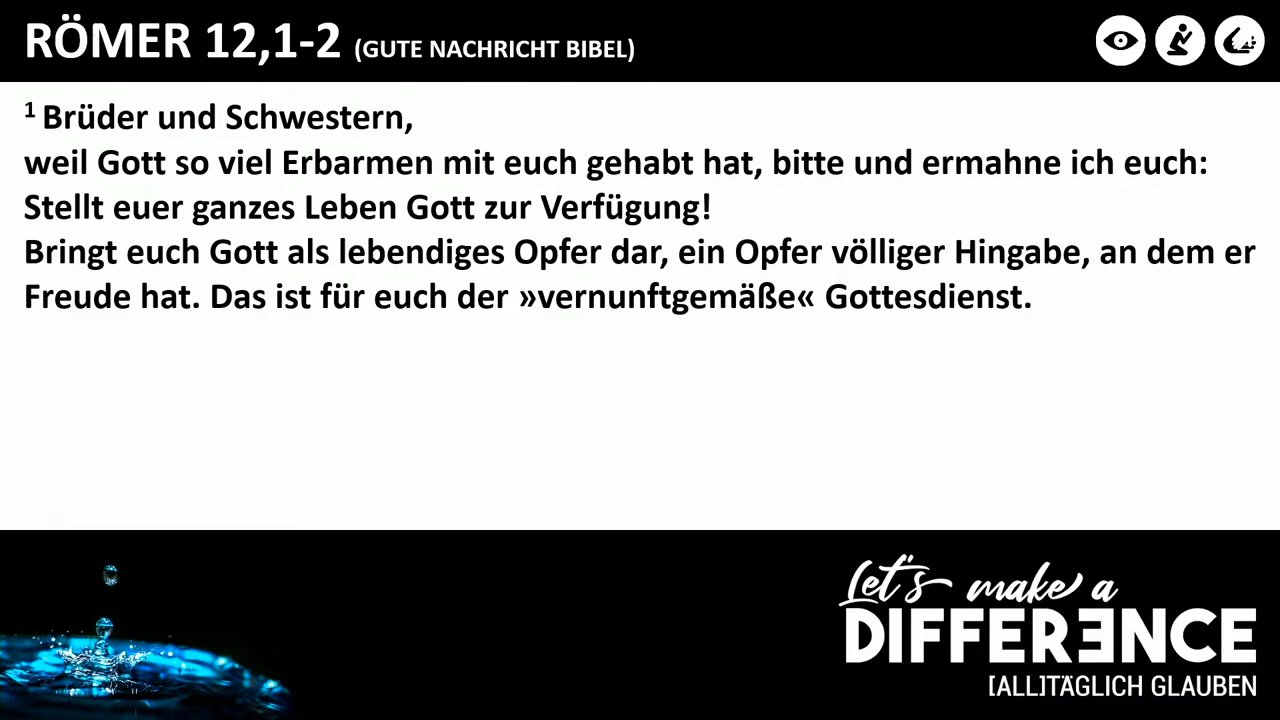 RÖMER 12,1-2 (GUTE NACHRICHT BIBEL)
1 Brüder und Schwestern,
weil Gott so viel Erbarmen mit euch gehabt hat, bitte und ermahne ich euch:
Stellt euer ganzes Leben Gott zur Verfügung!
Bringt euch Gott als lebendiges Opfer dar, ein Opfer völliger Hingabe, an dem er
Freude hat. Das ist für euch der »vernunftgemäße« Gottesdienst.
Let's make a
DIFFERƎNCE
[ALL]TÄGLICH GLAUBEN